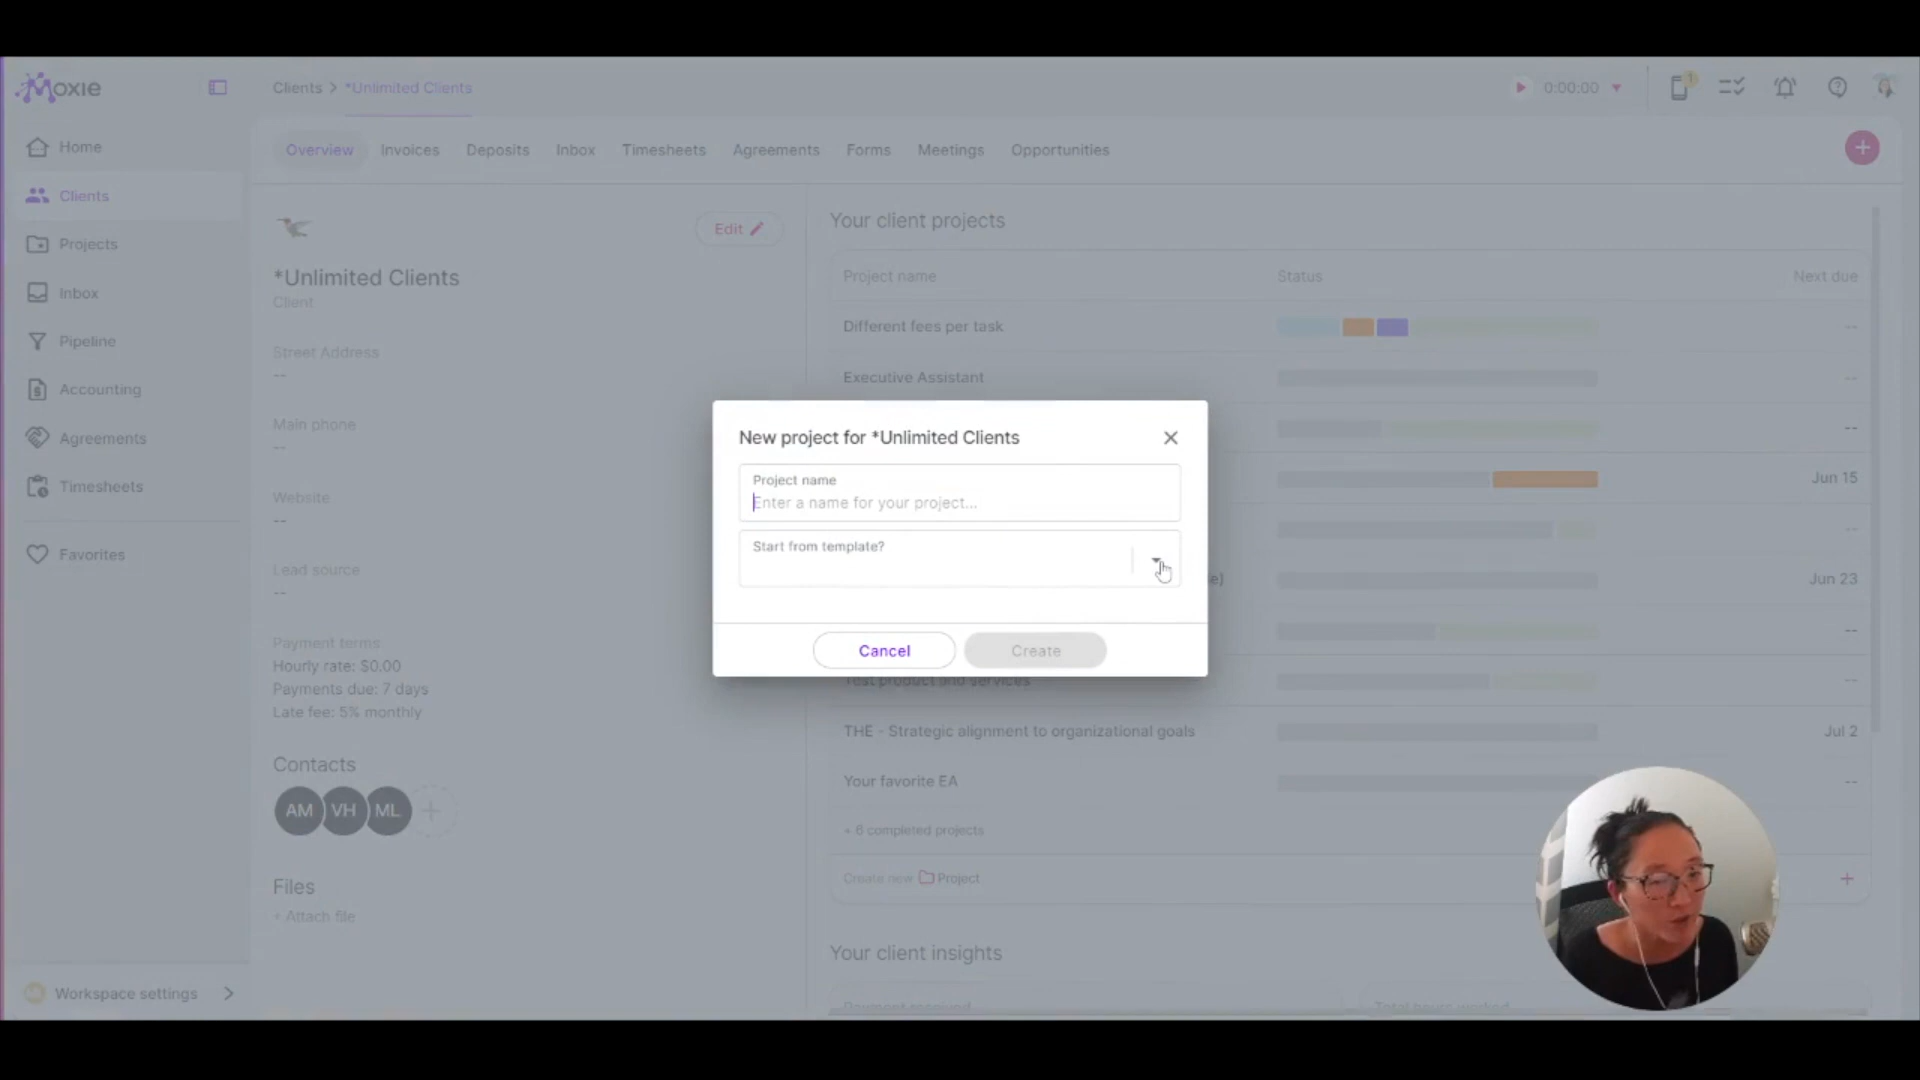 Moxie
Clients > *Unlimited Clients
0:00:00
1
Home
Clients
Projects
Inbox
Pipeline
Accounting
Agreements
Timesheets
Favorites
Workspace settings
Overview
Invoices
Deposits
Inbox
Timesheets
Agreements
Forms
Meetings
Opportunities
Edit
*Unlimited Clients
Client
Street Address
--
Main phone
--
Website
--
Lead source
--
Payment terms
Hourly rate: $0.00
Payments due: 7 days
Late fee: 5% monthly
Contacts
AM
VH
ML
Files
+ Attach file
Your client projects
Project name
Status
Next due
Different fees per task
--
Executive Assistant
--
--
Jun 15
--
e)
Jun 23
--
Test product and services
--
THE - Strategic alignment to organizational goals
Jul 2
Your favorite EA
--
+ 6 completed projects
Create new Project
Your client insights
Payment received
Total hours worked
New project for *Unlimited Clients
Project name
Enter a name for your project...
Start from template?
Cancel
Create